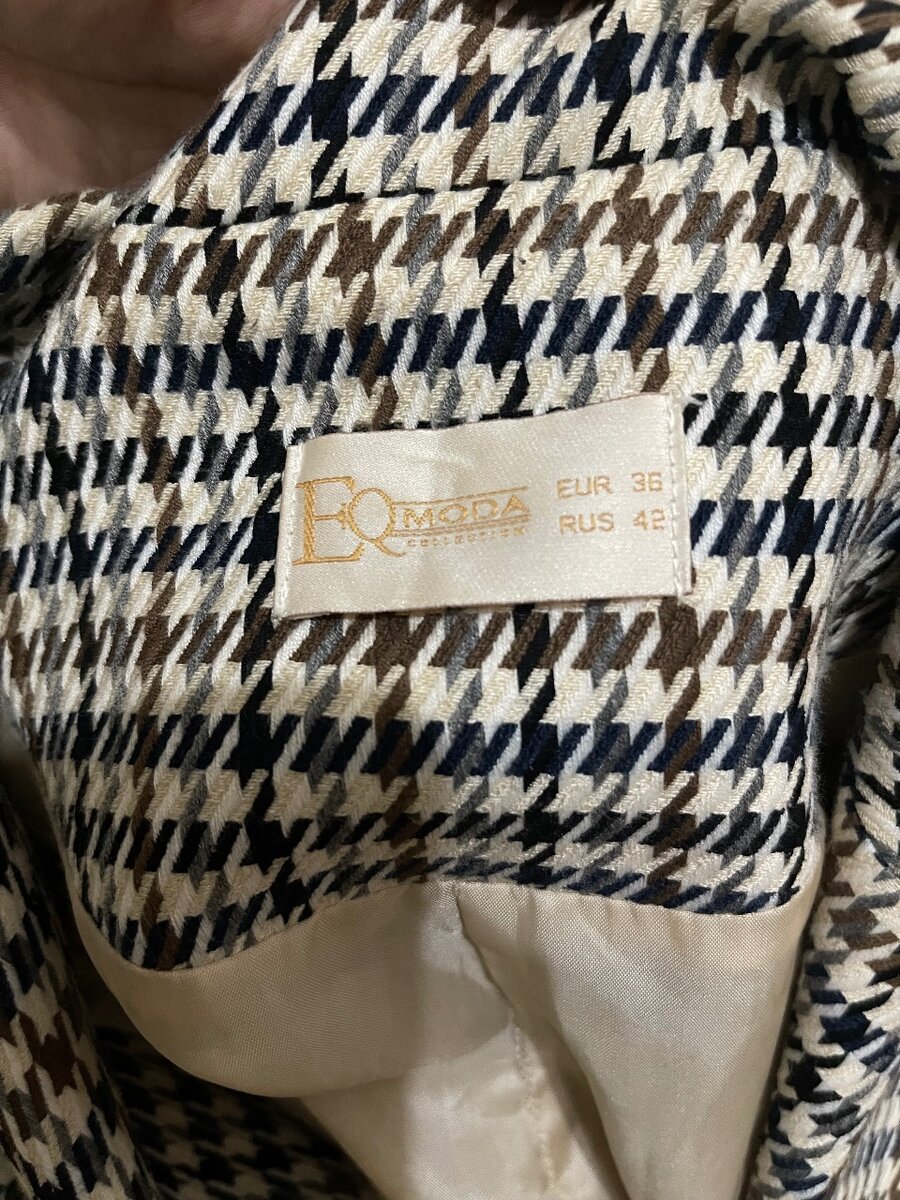 EQ MODA
COLLECTION
EUR 36
RUS 42